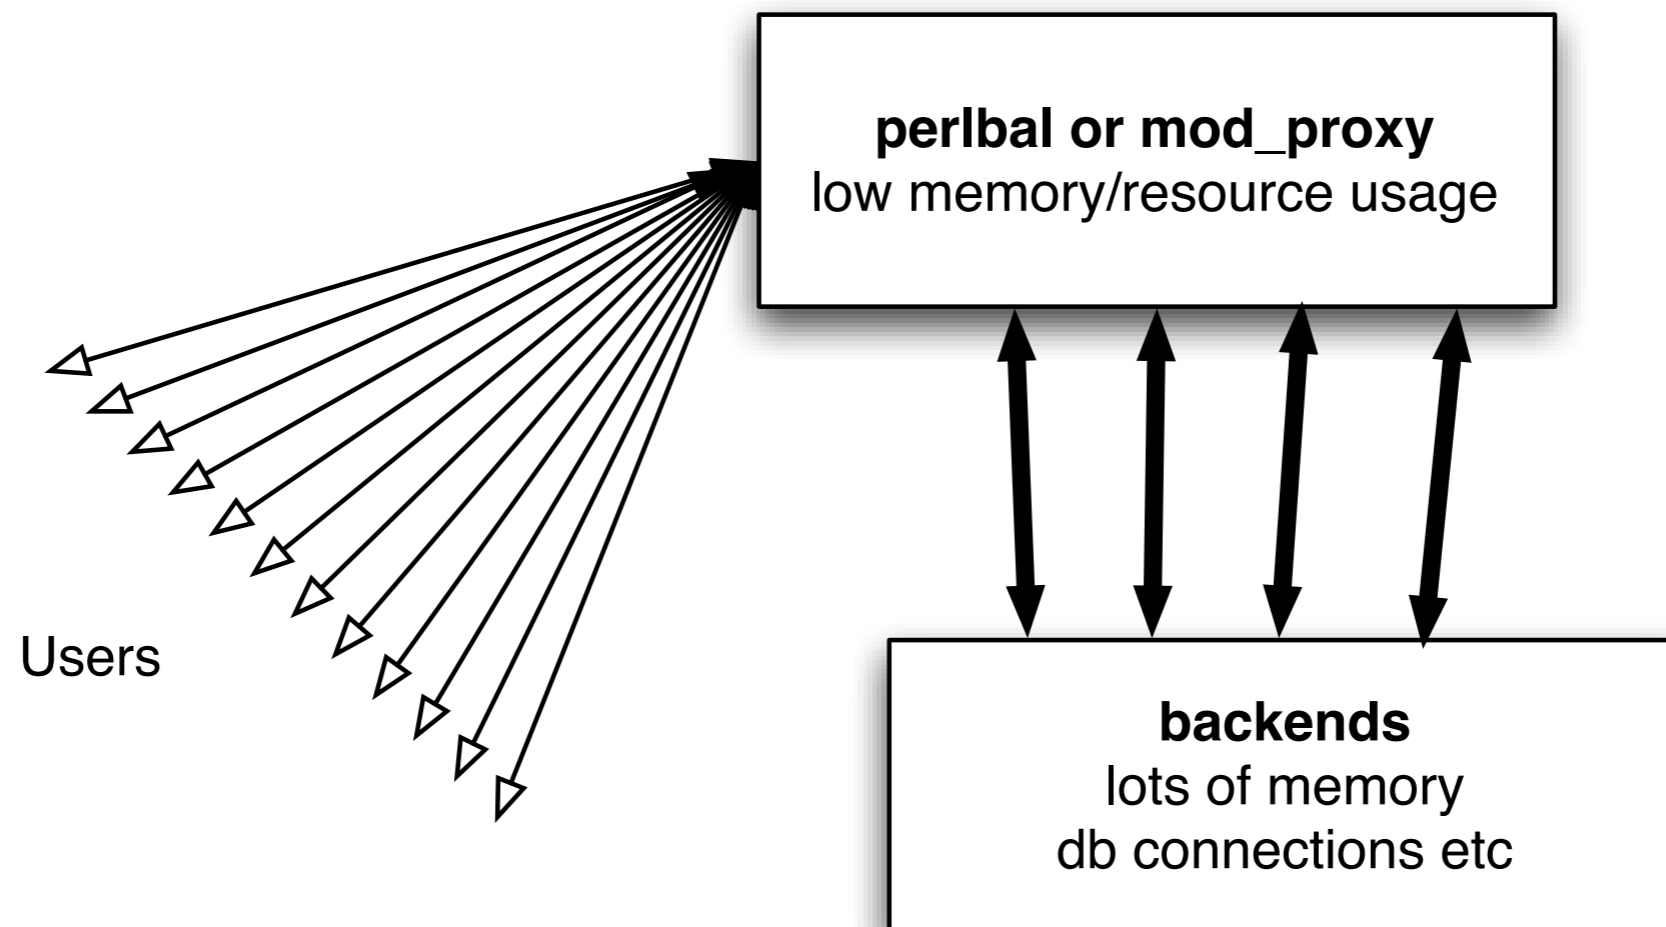 perlbal or mod_proxy
low memory/resource usage
Users
backends
lots of memory
db connections etc